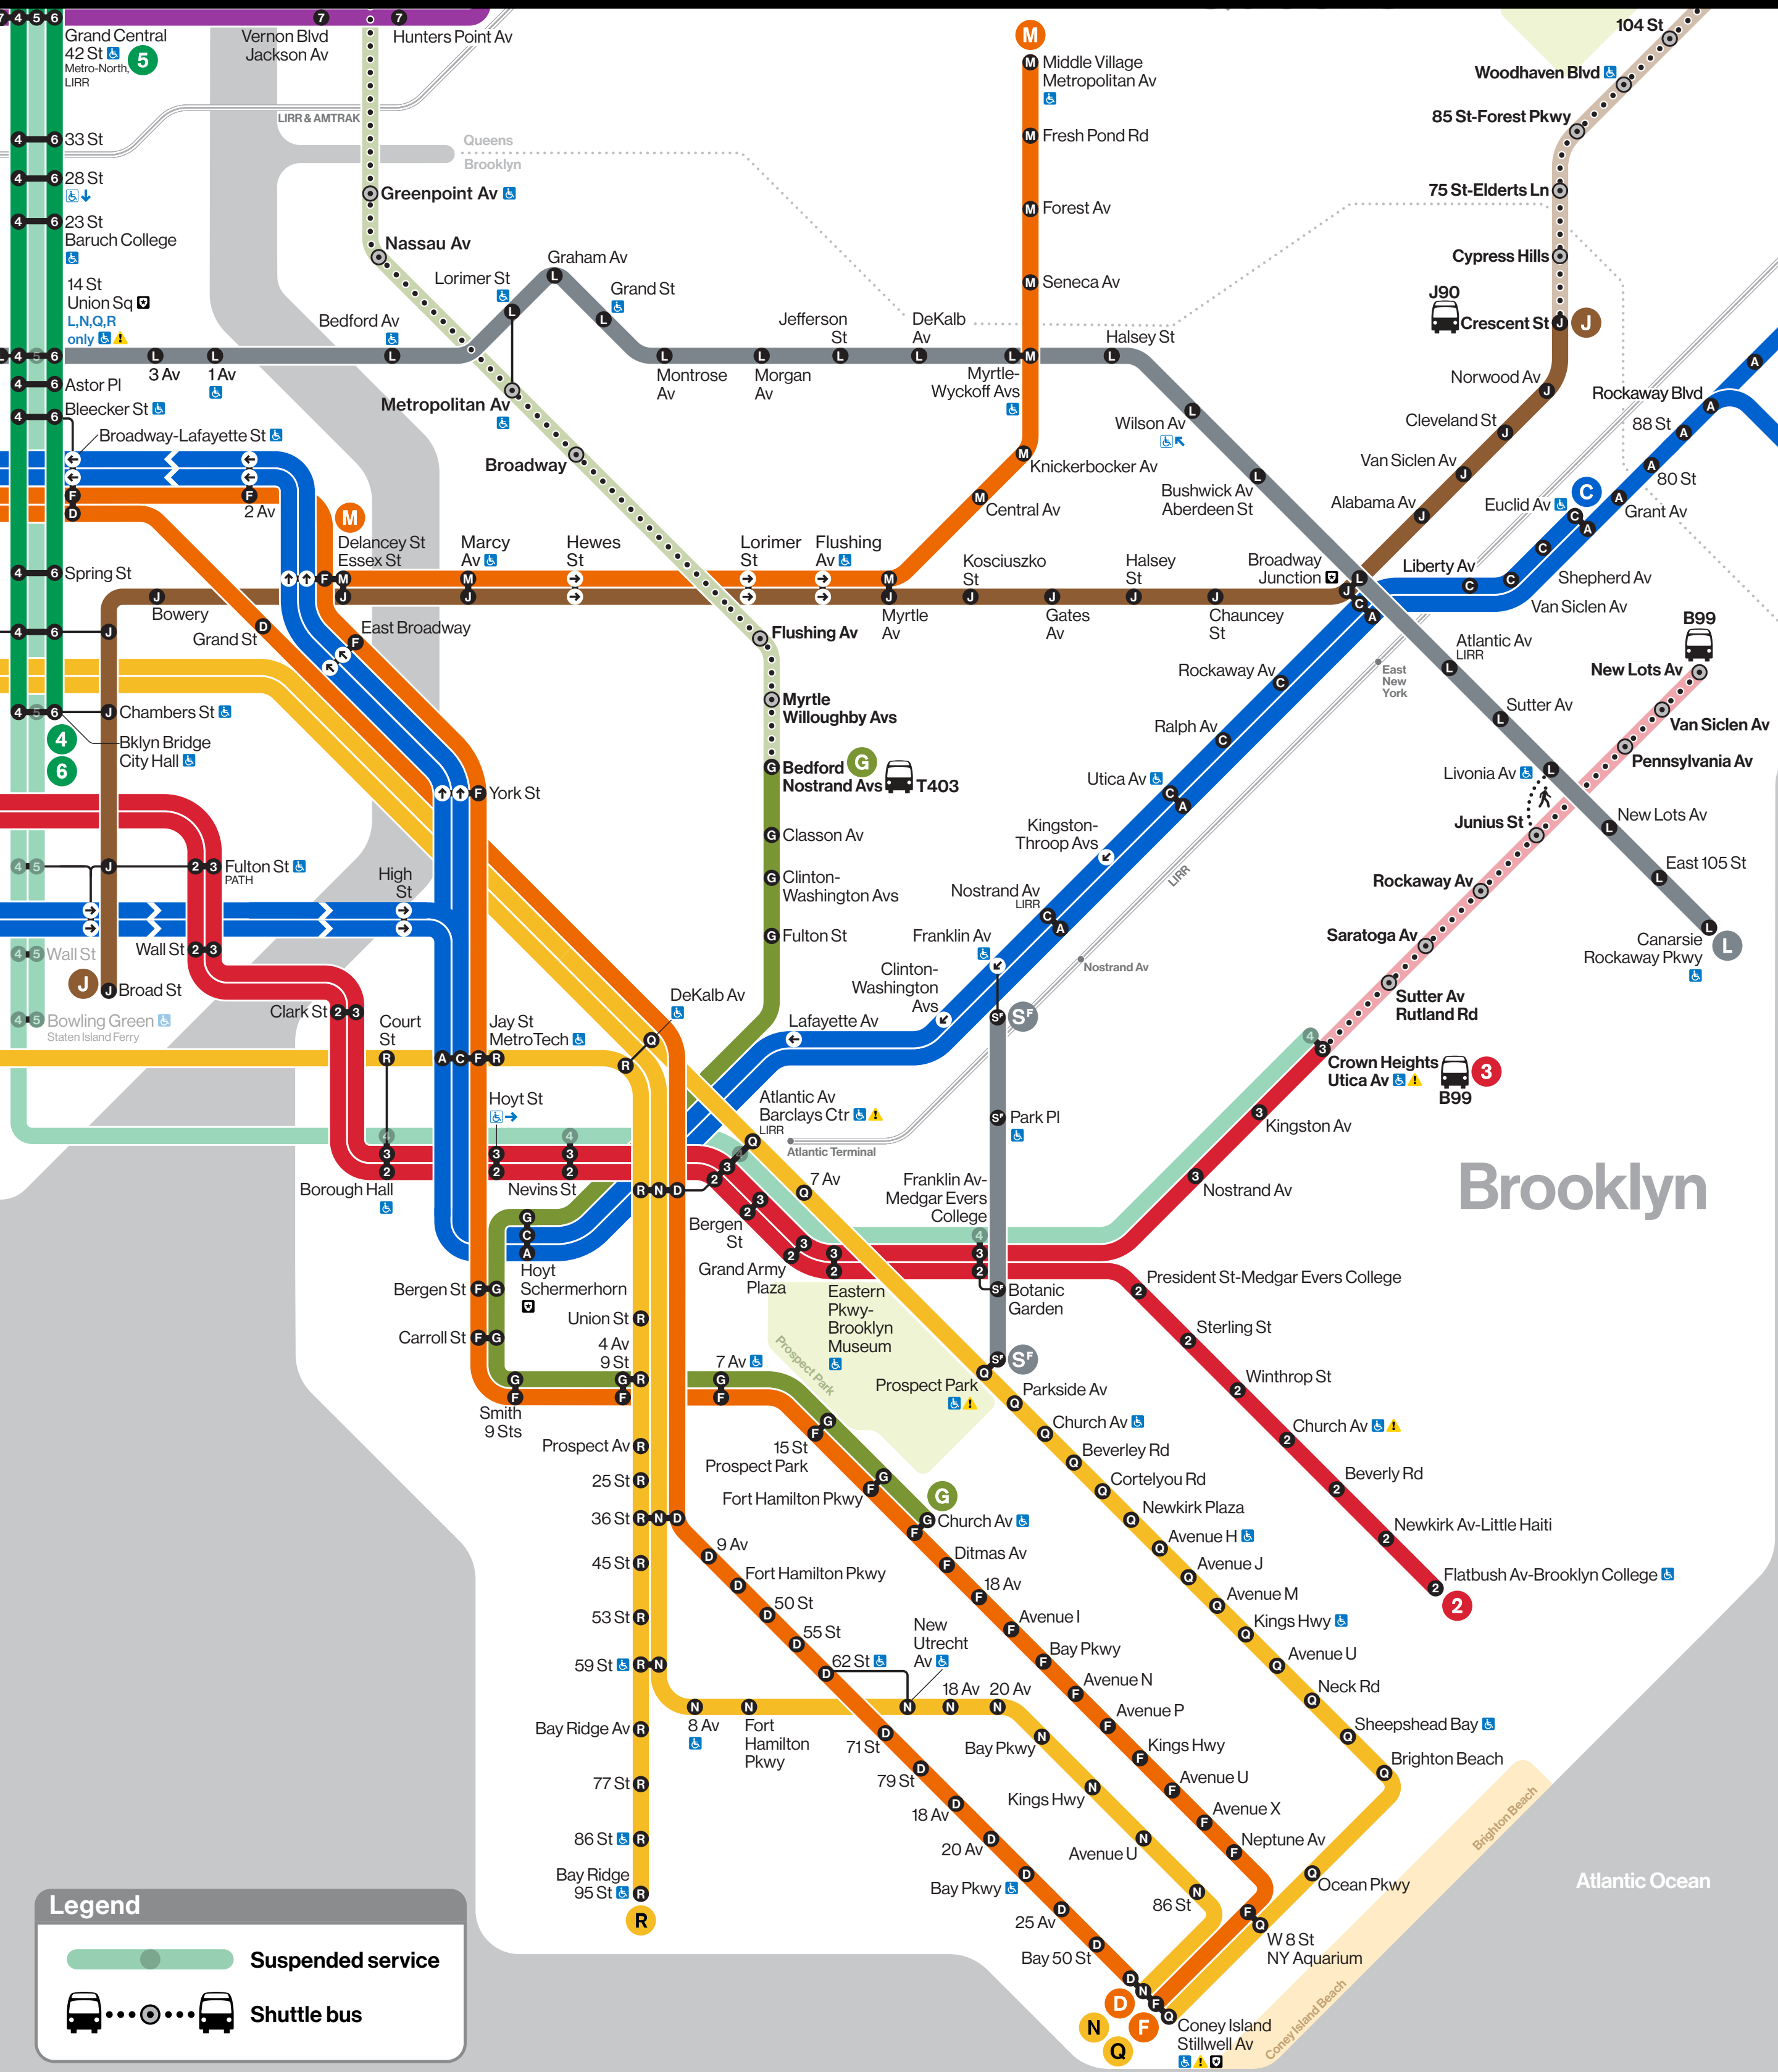 Grand Central
42 St
Metro-North,
LIRR
5
Vernon Blvd
Jackson Av
Hunters Point Av
LIRR & AMTRAK
33 St
28 St
23 St
Baruch College
14 St
Union Sq
L,N,Q,R
only
3 Av
1 Av
Bedford Av
Astor Pl
Bleecker St
Broadway-Lafayette St
2 Av
Spring St
Bowery
Grand St
Chambers St
Bklyn Bridge
City Hall
4
6
Queens
Brooklyn
Greenpoint Av
Nassau Av
Lorimer St
Graham Av
Grand St
Metropolitan Av
Broadway
Montrose
Av
Morgan
Av
Jefferson
St
DeKalb
Av
Myrtle-
Wyckoff Avs
Halsey St
Wilson Av
Bushwick Av
Aberdeen St
M
Middle Village
Metropolitan Av
Fresh Pond Rd
Forest Av
Seneca Av
Knickerbocker Av
Central Av
104 St
Woodhaven Blvd
85 St-Forest Pkwy
75 St-Elderts Ln
Cypress Hills
J90
Crescent St
J
Norwood Av
Cleveland St
Van Siclen Av
Alabama Av
Rockaway Blvd
88 St
80 St
Grant Av
C
Euclid Av
Shepherd Av
Van Siclen Av
Liberty Av
Broadway
Junction
M
Delancey St
Essex St
Marcy
Av
Hewes
St
Lorimer
St
Flushing
Av
Myrtle
Av
Kosciuszko
St
Gates
Av
Halsey
St
Chauncey
St
East Broadway
York St
Flushing Av
Myrtle
Willoughby Avs
Bedford
Nostrand Avs
G
T403
Classon Av
Clinton-
Washington Avs
Fulton St
Rockaway Av
Ralph Av
Utica Av
Kingston-
Throop Avs
Nostrand Av
LIRR
Franklin Av
Clinton-
Washington
Avs
Lafayette Av
East
New
York
LIRR
Nostrand Av
Atlantic Av
LIRR
Sutter Av
Livonia Av
New Lots Av
East 105 St
Canarsie
Rockaway Pkwy
L
B99
New Lots Av
Van Siclen Av
Pennsylvania Av
Junius St
Rockaway Av
Saratoga Av
Sutter Av
Rutland Rd
Crown Heights
Utica Av
3
B99
Kingston Av
Nostrand Av
Brooklyn
Fulton St
PATH
High
St
Wall St
Wall St
J
Broad St
Bowling Green
Staten Island Ferry
Clark St
Court
St
Jay St
MetroTech
DeKalb Av
Hoyt St
Borough Hall
Nevins St
Atlantic Av
Barclays Ctr
LIRR
Atlantic Terminal
7 Av
Bergen
St
Grand Army
Plaza
Eastern
Pkwy-
Brooklyn
Museum
SF
Park Pl
Franklin Av-
Medgar Evers
College
Botanic
Garden
SF
Prospect Park
Prospect Park
Hoyt
Schermerhorn
Bergen St
Carroll St
Smith
9 Sts
Union St
4 Av
9 St
7 Av
15 St
Prospect Park
Fort Hamilton Pkwy
G
Church Av
Ditmas Av
18 Av
Avenue I
Bay Pkwy
Avenue N
Avenue P
Kings Hwy
Avenue U
Avenue X
Neptune Av
President St-Medgar Evers College
Sterling St
Winthrop St
Church Av
Beverly Rd
Newkirk Av-Little Haiti
Flatbush Av-Brooklyn College
2
Parkside Av
Church Av
Beverley Rd
Cortelyou Rd
Newkirk Plaza
Avenue H
Avenue J
Avenue M
Kings Hwy
Avenue U
Neck Rd
Sheepshead Bay
Brighton Beach
Ocean Pkwy
W 8 St
NY Aquarium
Prospect Av
25 St
36 St
45 St
53 St
59 St
Bay Ridge Av
77 St
86 St
Bay Ridge
95 St
R
9 Av
Fort Hamilton Pkwy
50 St
55 St
62 St
New
Utrecht
Av
71 St
79 St
18 Av
20 Av
Bay Pkwy
25 Av
Bay 50 St
8 Av
Fort
Hamilton
Pkwy
18 Av
20 Av
Bay Pkwy
Kings Hwy
Avenue U
86 St
D
N
F
Q
Coney Island
Stillwell Av
Coney Island Beach
Brighton Beach
Atlantic Ocean
Legend
Suspended service
Shuttle bus